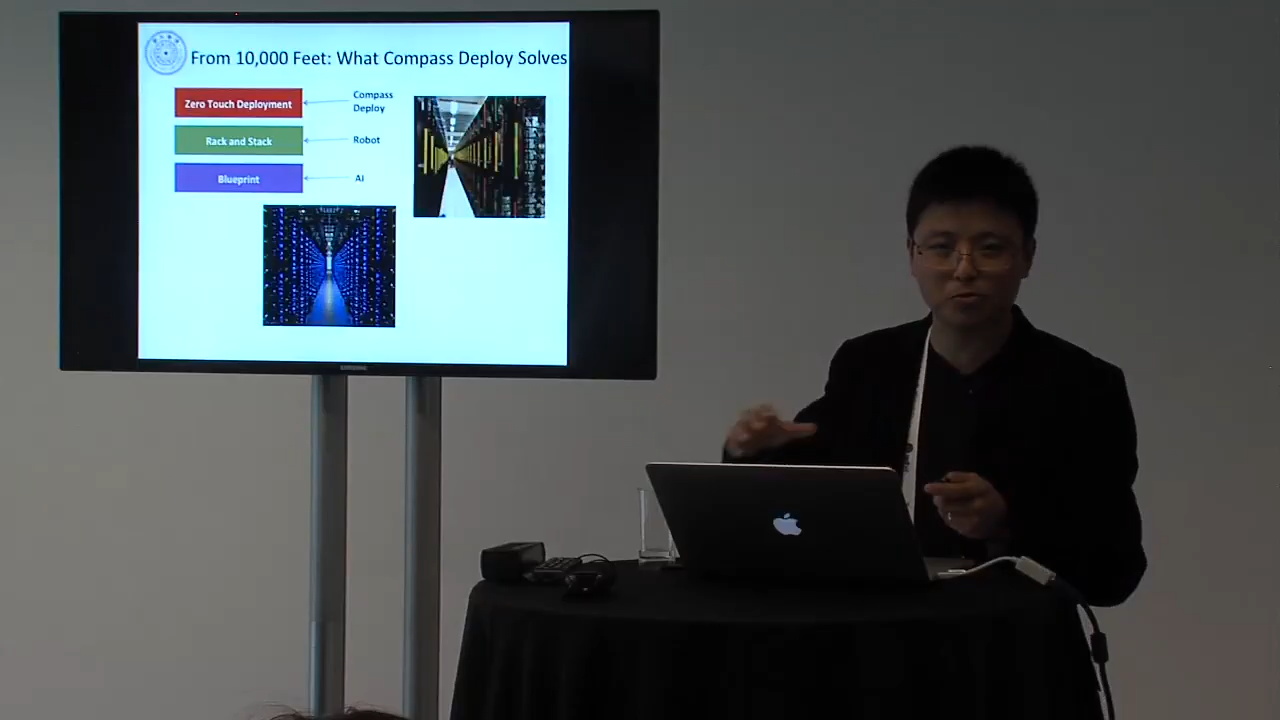 From 10,000 Feet: What Compass Deploy Solves
Zero Touch Deployment
Compass
Deploy
Rack and Stack
Robot
Blueprint
AI
SAMSUNG